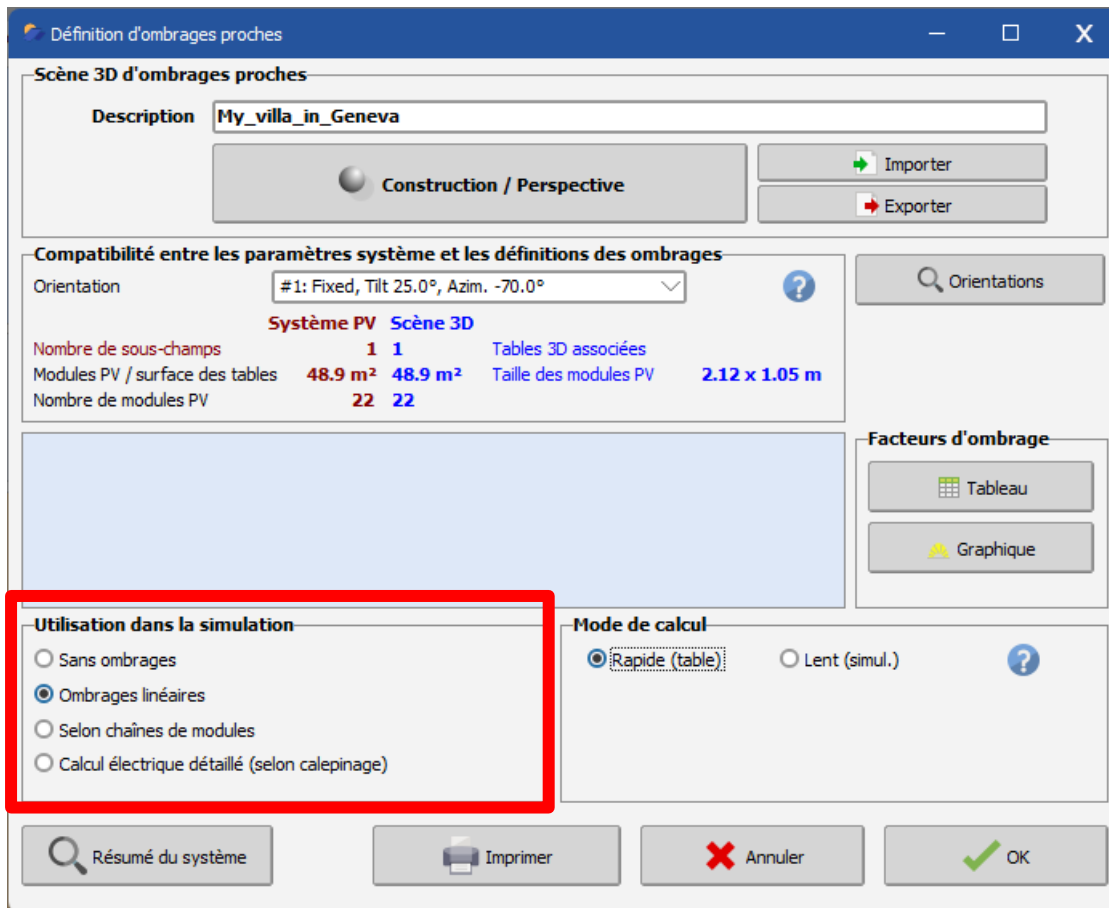 Définition d'ombrages proches
Scène 3D d'ombrages proches
Description My_villa_in_Geneva
Construction / Perspective
Importer
Exporter
Compatibilité entre les paramètres système et les définitions des ombrages
Orientation #1: Fixed, Tilt 25.0°, Azim. -70.0°
Orientations
Système PV Scène 3D
Nombre de sous-champs 1 1 Tables 3D associées
Modules PV / surface des tables 48.9 m² 48.9 m² Taille des modules PV 2.12 x 1.05 m
Nombre de modules PV 22 22
Facteurs d'ombrage
Tableau
Graphique
Utilisation dans la simulation
Sans ombrages
Ombrages linéaires
Selon chaînes de modules
Calcul électrique détaillé (selon calepinage)
Mode de calcul
Rapide (table) Lent (simul.)
Résumé du système Imprimer Annuler OK